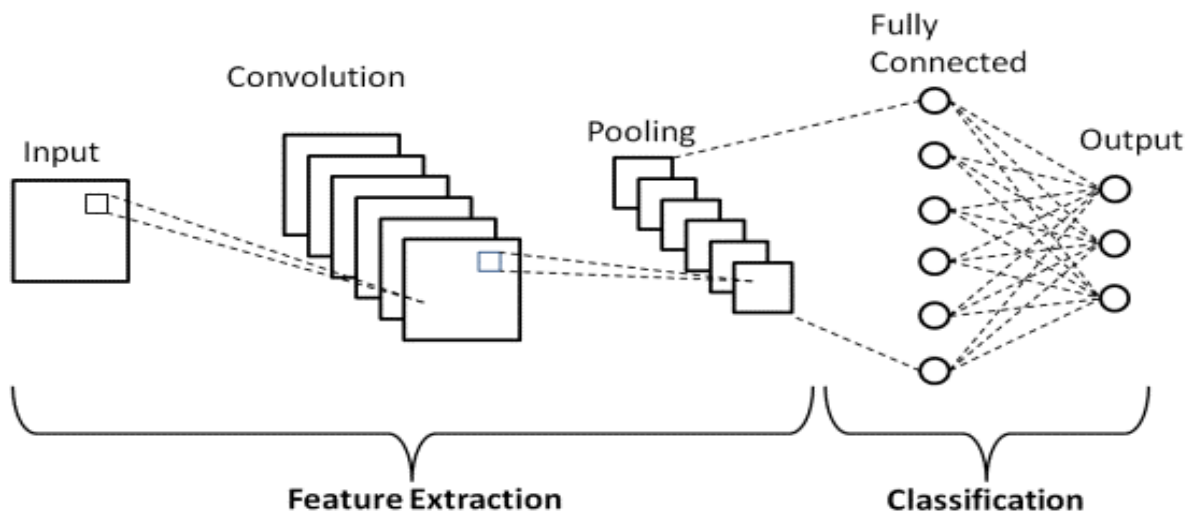 Input
Convolution
Pooling
Fully
Connected
Output
Feature Extraction
Classification